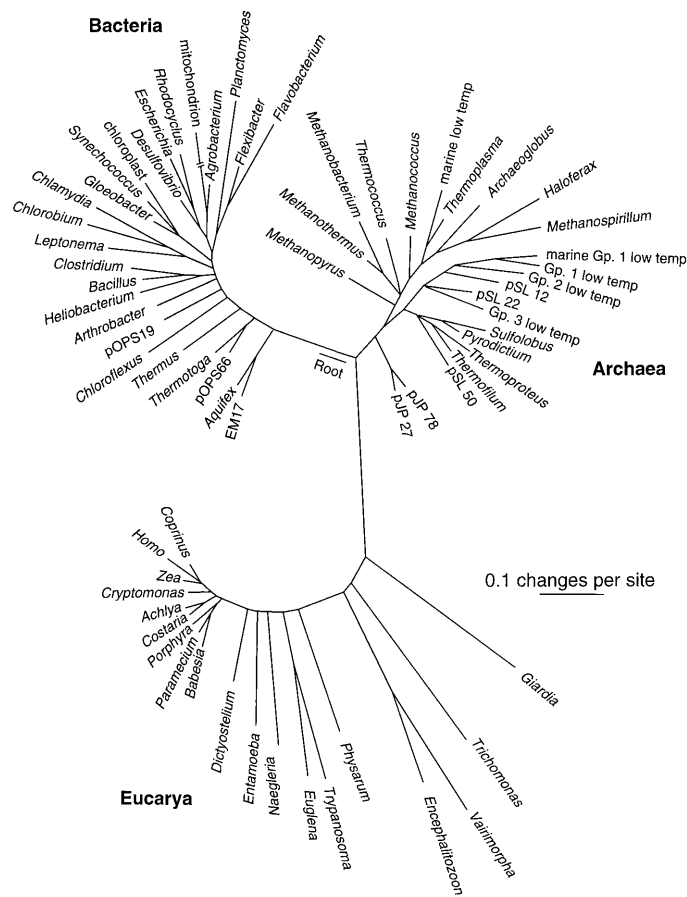 Bacteria
Planctomyces
mitochondrion
Flavobacterium
Rhodocyclus
Agrobacterium
Flexibacter
Escherichia
Desulfovibrio
chloroplast
Synechococcus
Gloeobacter
Chlamydia
Chlorobium
Leptonema
Clostridium
Bacillus
Heliobacterium
Arthrobacter
pOPS19
Chloroflexus
Thermus
Thermotoga
pOPS66
Aquifex
EM17
Root
Methanopyrus
Methanothermus
Methanobacterium
Thermococcus
Methanococcus
marine low temp
Thermoplasma
Archaeoglobus
Haloferax
Methanospirillum
marine Gp. 1 low temp
Gp. 1 low temp
Gp. 2 low temp
pSL 12
pSL 22
Gp. 3 low temp
Sulfolobus
Pyrodictium
Thermoproteus
Thermofilum
pSL 50
pJP 78
pJP 27
Archaea
Coprinus
Homo
Zea
Cryptomonas
Achlya
Costaria
Porphyra
Paramecium
Babesia
Dictyostelium
Entamoeba
Naegleria
Euglena
Trypanosoma
Physarum
Encephalitozoon
Vairimorpha
Trichomonas
Giardia
0.1 changes per site
Eucarya